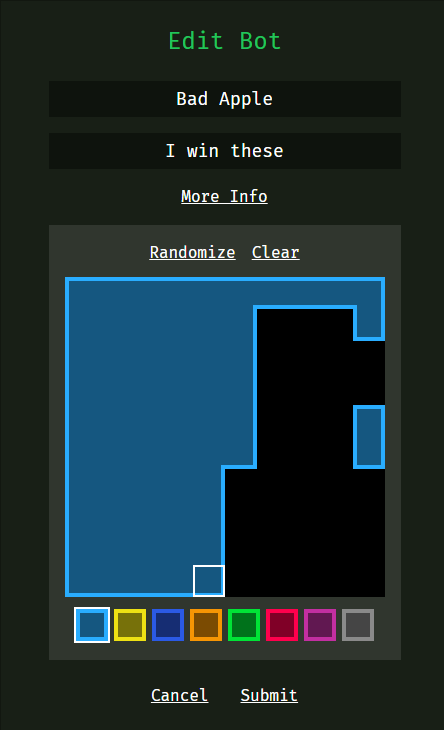 Edit Bot
Bad Apple
I win these
More Info
Randomize Clear
Cancel Submit